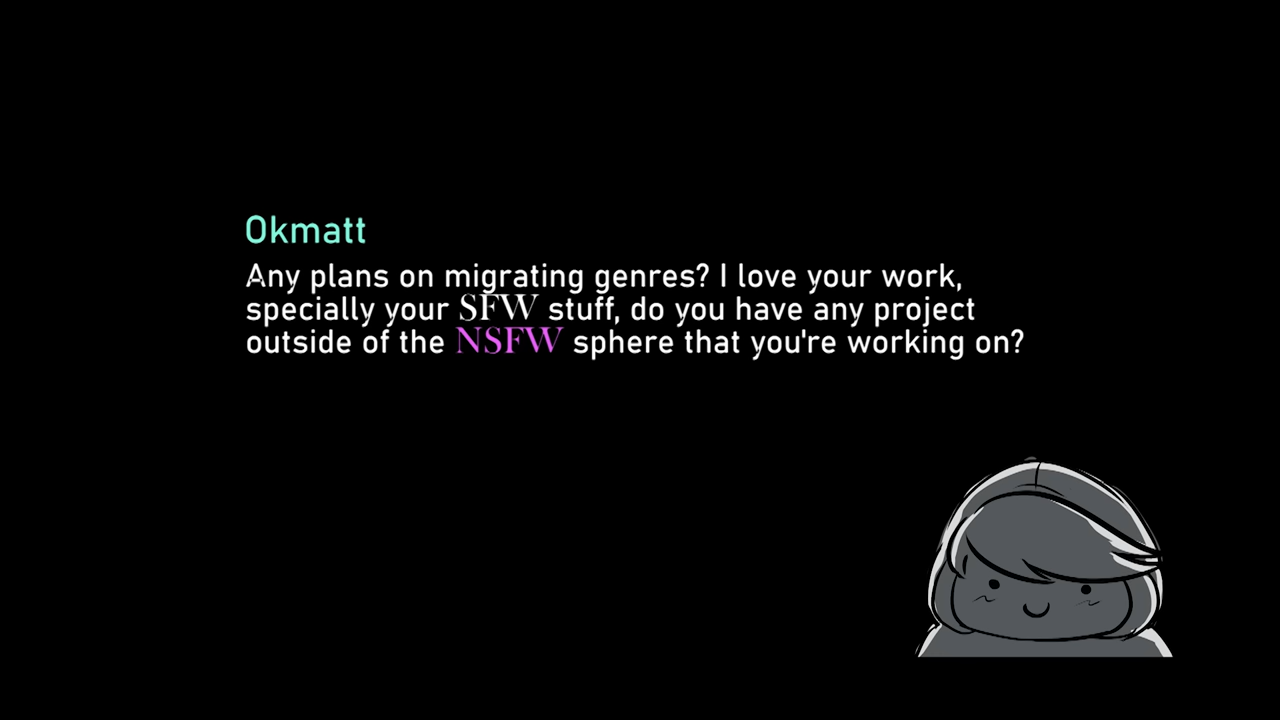 Okmatt
Any plans on migrating genres? I love your work,
specially your SFW stuff, do you have any project
outside of the NSFW sphere that you're working on?